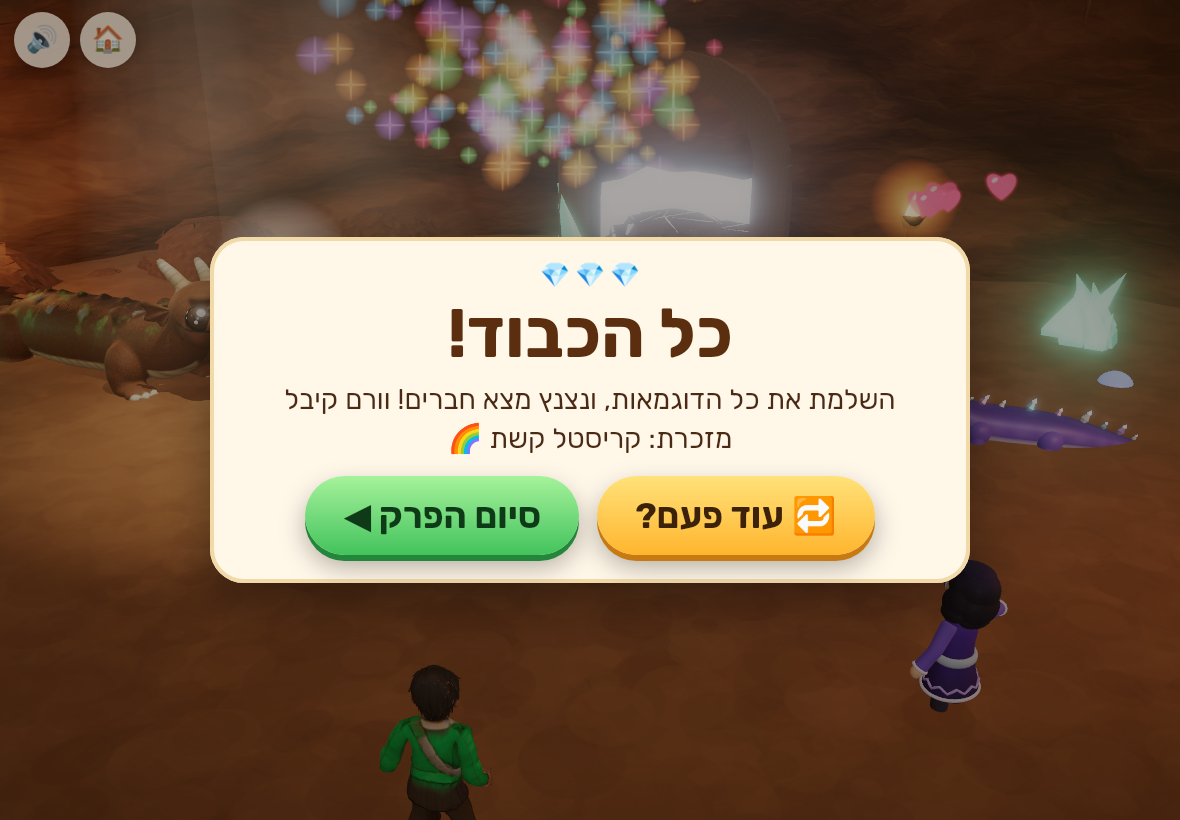 כל הכבוד!
השלמת את כל הדוגמאות, ונצנץ מצא חברים! וורם קיבל
מזכרת: קריסטל קשת 🌈
🔁 עוד פעם?
סיום הפרק ◀